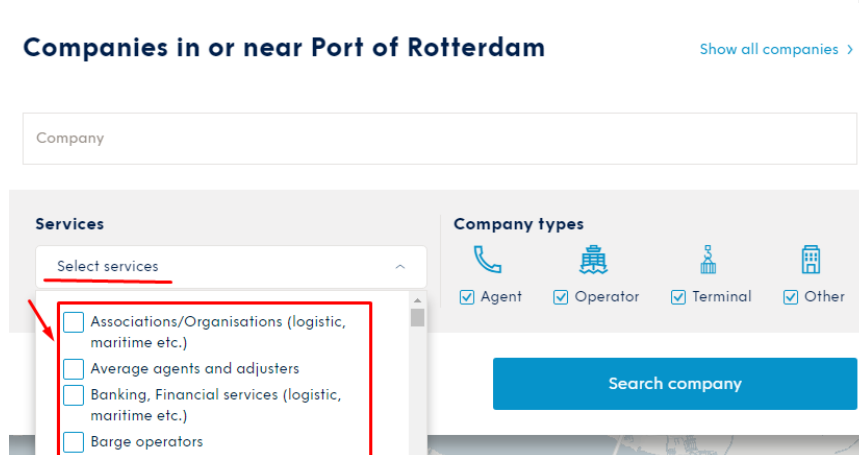 Companies in or near Port of Rotterdam
Show all companies >
Company
Services
Company types
Select services
Agent
Operator
Terminal
Other
Associations/Organisations (logistic,
maritime etc.)
Average agents and adjusters
Banking, Financial services (logistic,
maritime etc.)
Barge operators
Search company